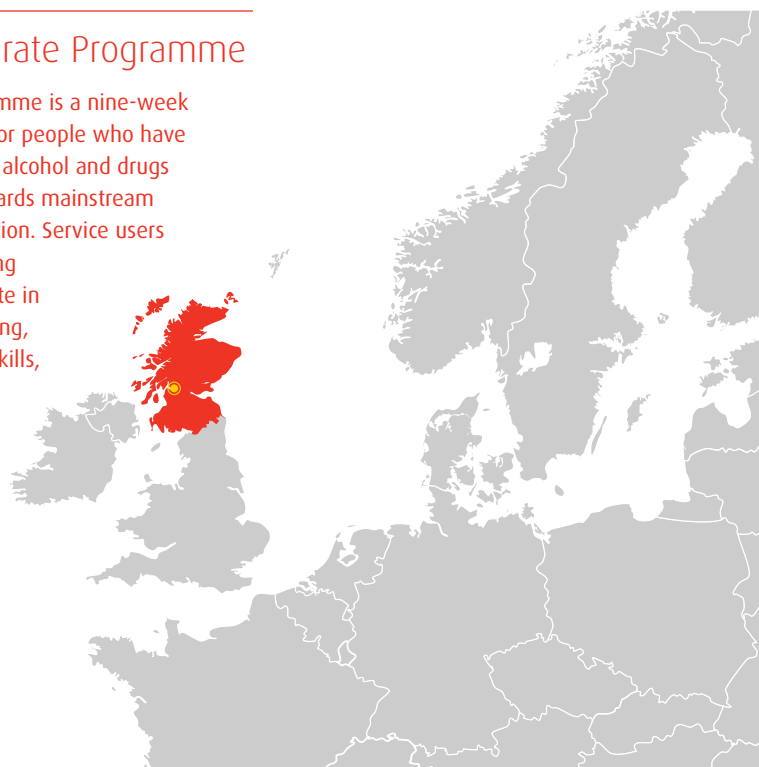 rate Programme
mme is a nine-week
or people who have
alcohol and drugs
ards mainstream
ion. Service users
ng
te in
ng,
kills,